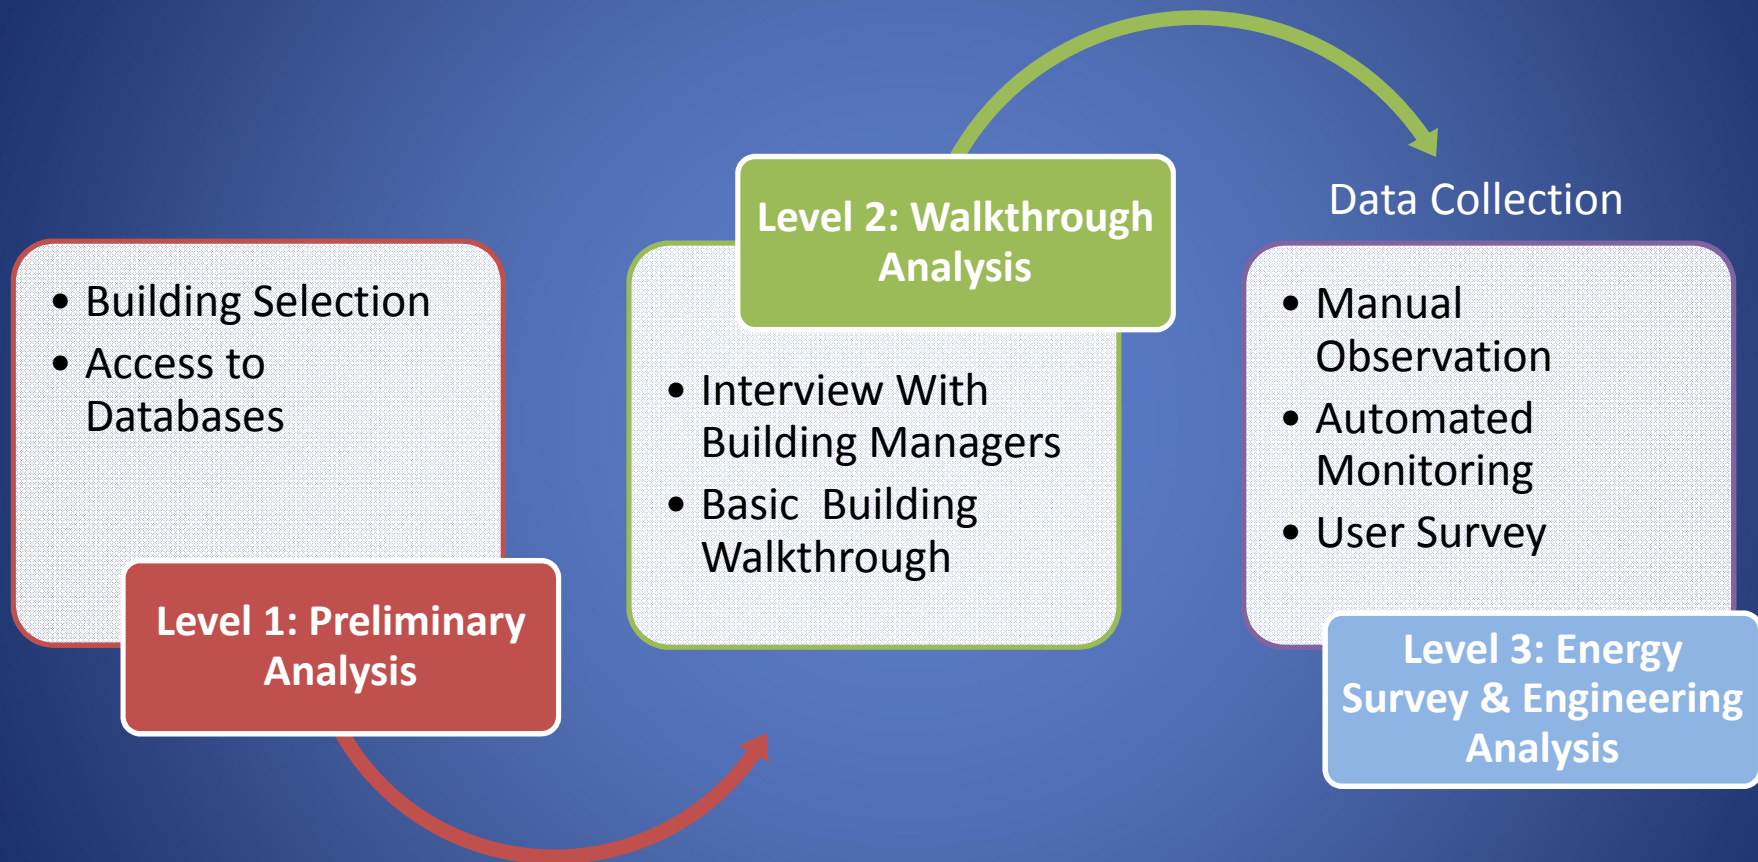 • Building Selection
• Access to
Databases
Level 1: Preliminary
Analysis
Level 2: Walkthrough
Analysis
• Interview With
Building Managers
• Basic  Building
Walkthrough
Data Collection
• Manual
Observation
• Automated
Monitoring
• User Survey
Level 3: Energy
Survey & Engineering
Analysis